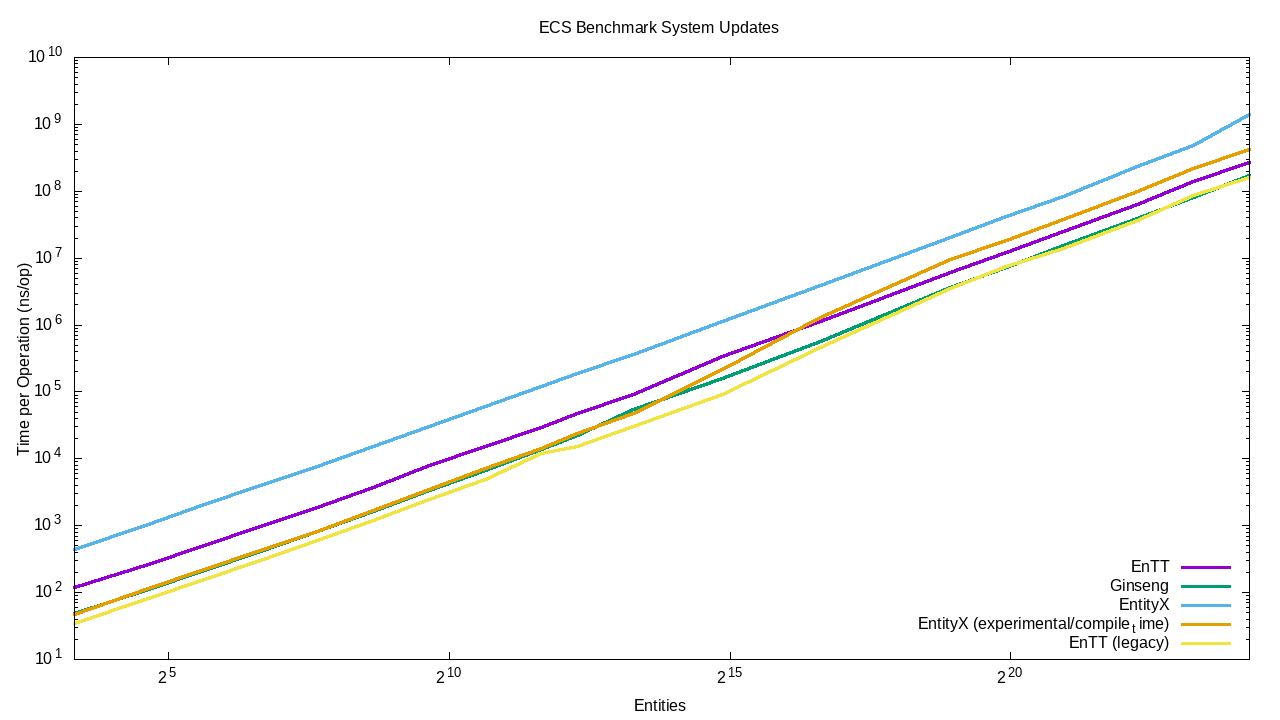 ECS Benchmark System Updates
10^10
10^9
10^8
10^7
10^6
10^5
10^4
10^3
10^2
10^1
Time per Operation (ns/op)
2^5
2^10
2^15
2^20
Entities
EnTT
Ginseng
EntityX
EntityX (experimental/compile_time)
EnTT (legacy)